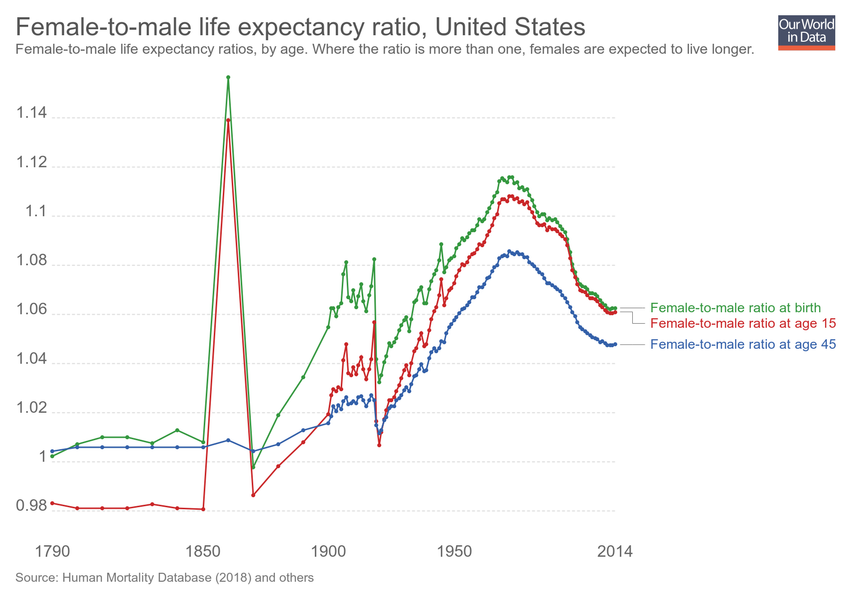 Female-to-male life expectancy ratio, United States
Female-to-male life expectancy ratios, by age. Where the ratio is more than one, females are expected to live longer.
Our World
in Data
1.14
1.12
1.1
1.08
1.06
1.04
1.02
1
0.98
Female-to-male ratio at birth
Female-to-male ratio at age 15
Female-to-male ratio at age 45
1790
1850
1900
1950
2014
Source: Human Mortality Database (2018) and others